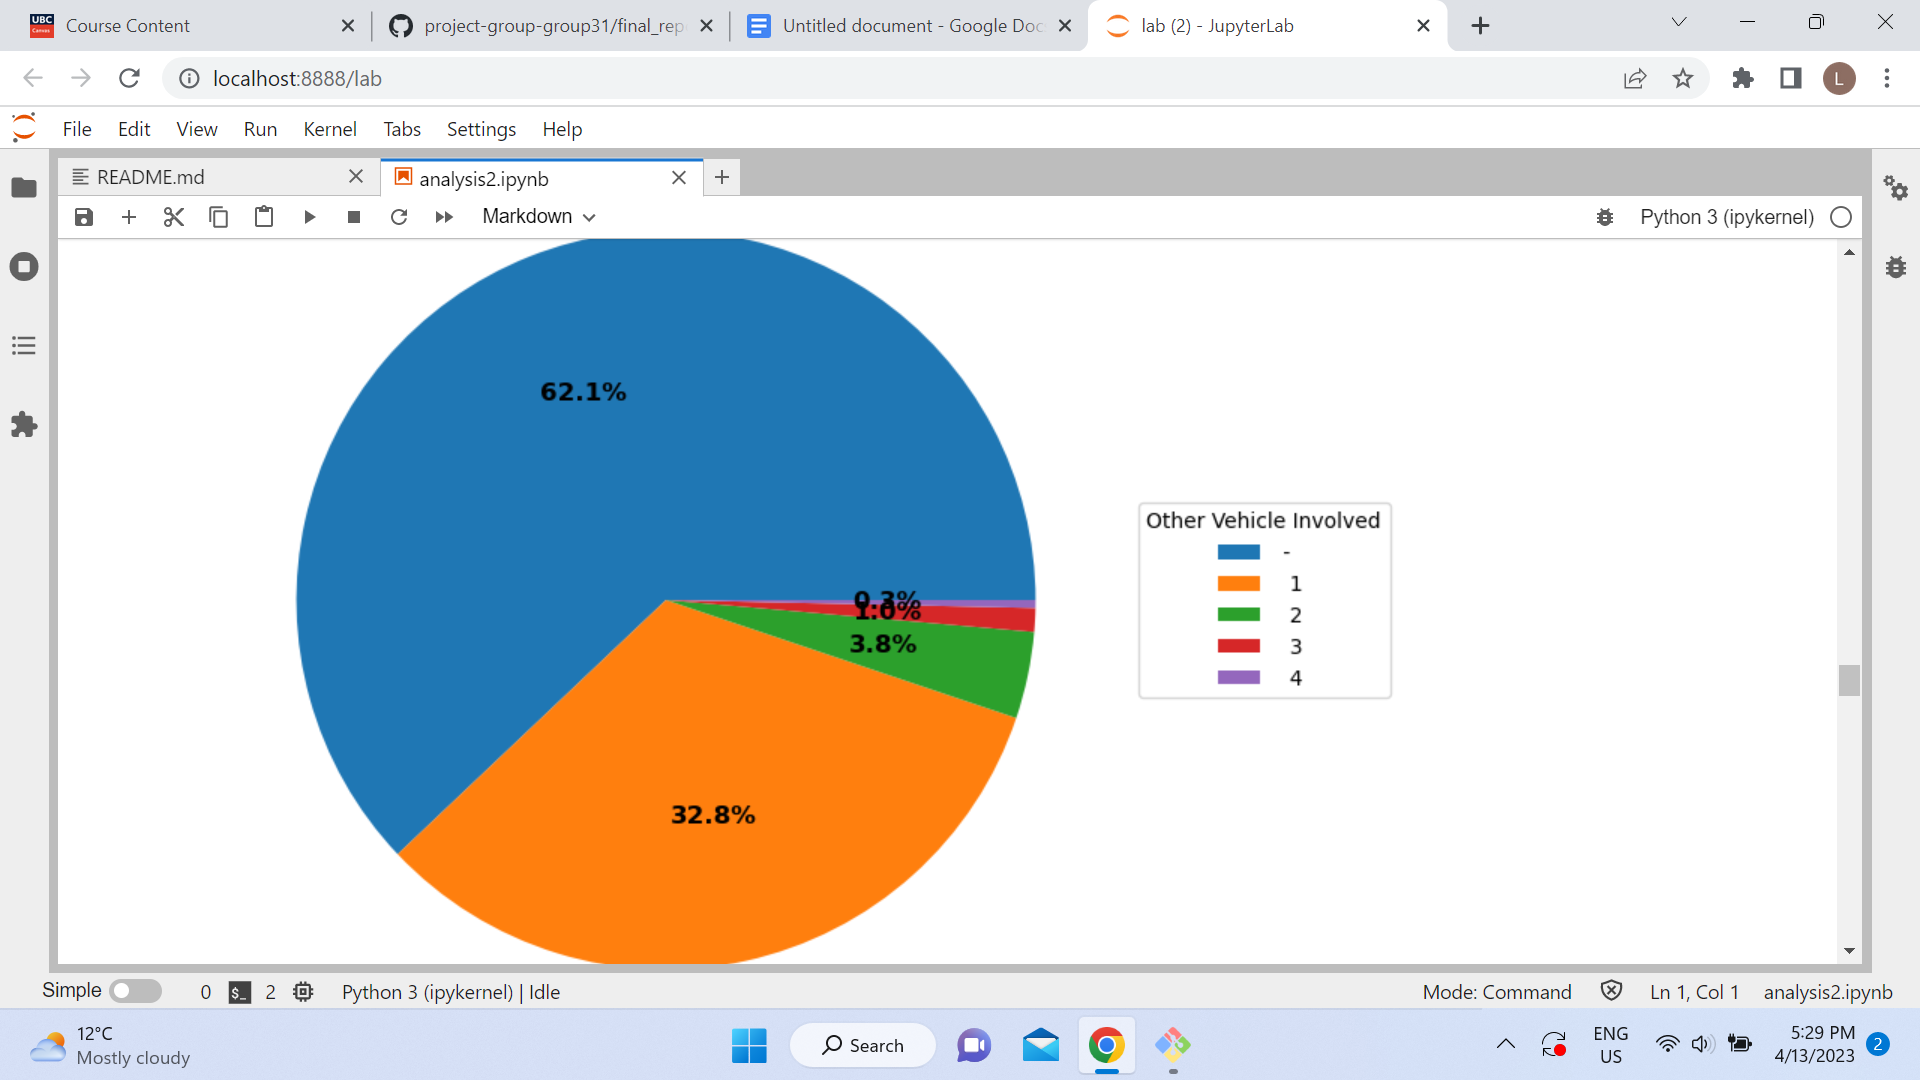 Course Content
project-group-group31/final_rep
Untitled document - Google Doc
lab (2) - JupyterLab
localhost:8888/lab
L
File Edit View Run Kernel Tabs Settings Help
README.md
analysis2.ipynb
Markdown
Python 3 (ipykernel)
62.1%
0.3%
1.0%
3.8%
32.8%
Other Vehicle Involved
-
1
2
3
4
Simple
0
$_
2
Python 3 (ipykernel) | Idle
Mode: Command
Ln 1, Col 1
analysis2.ipynb
12°C
Mostly cloudy
Search
ENG
US
5:29 PM
4/13/2023
2
UBC
Canvas